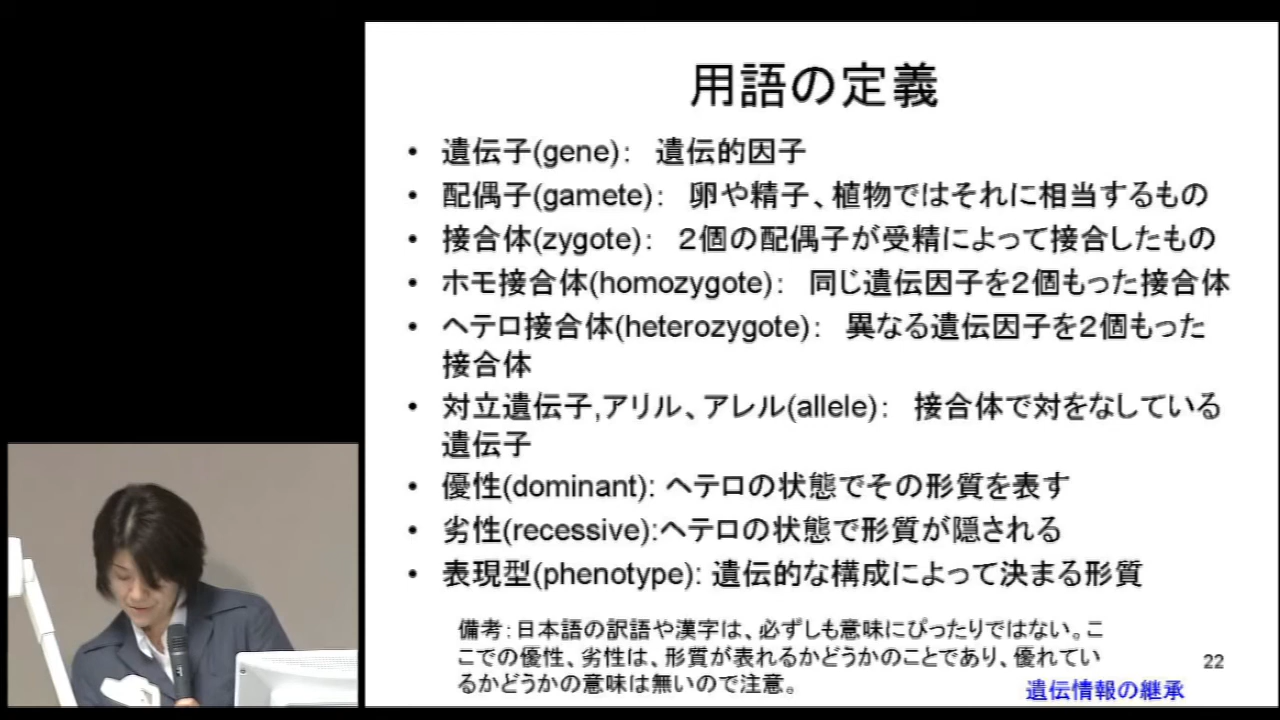 用語の定義
• 遺伝子(gene): 遺伝的因子
• 配偶子(gamete): 卵や精子、植物ではそれに相当するもの
• 接合体(zygote): ２個の配偶子が受精によって接合したもの
• ホモ接合体(homozygote): 同じ遺伝因子を２個もった接合体
• ヘテロ接合体(heterozygote): 異なる遺伝因子を２個もった
接合体
• 対立遺伝子,アリル、アレル(allele): 接合体で対をなしている
遺伝子
• 優性(dominant): ヘテロの状態でその形質を表す
• 劣性(recessive):ヘテロの状態で形質が隠される
• 表現型(phenotype): 遺伝的な構成によって決まる形質
備考：日本語の訳語や漢字は、必ずしも意味にぴったりではない。こ
こでの優性、劣性は、形質が表れるかどうかのことであり、優れてい
るかどうかの意味は無いので注意。
22
遺伝情報の継承